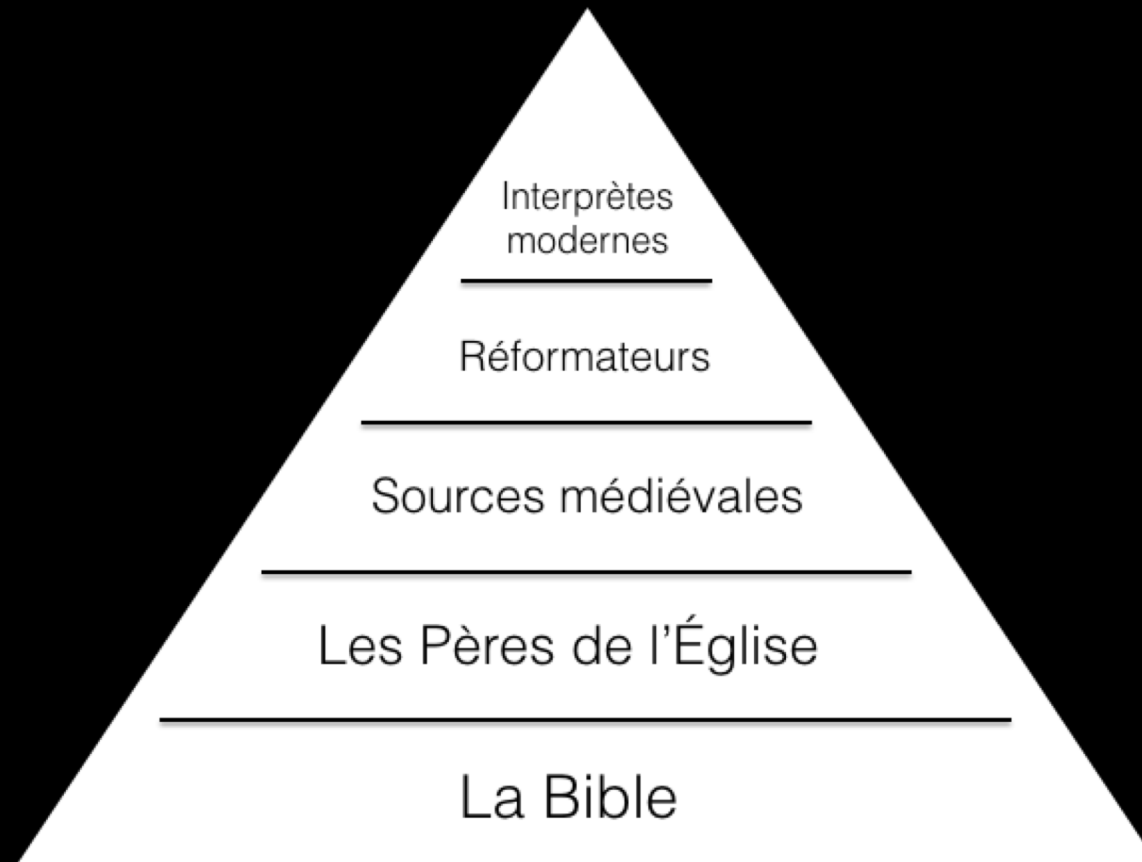 Interprètes
modernes
Réformateurs
Sources médiévales
Les Pères de l’Église
La Bible